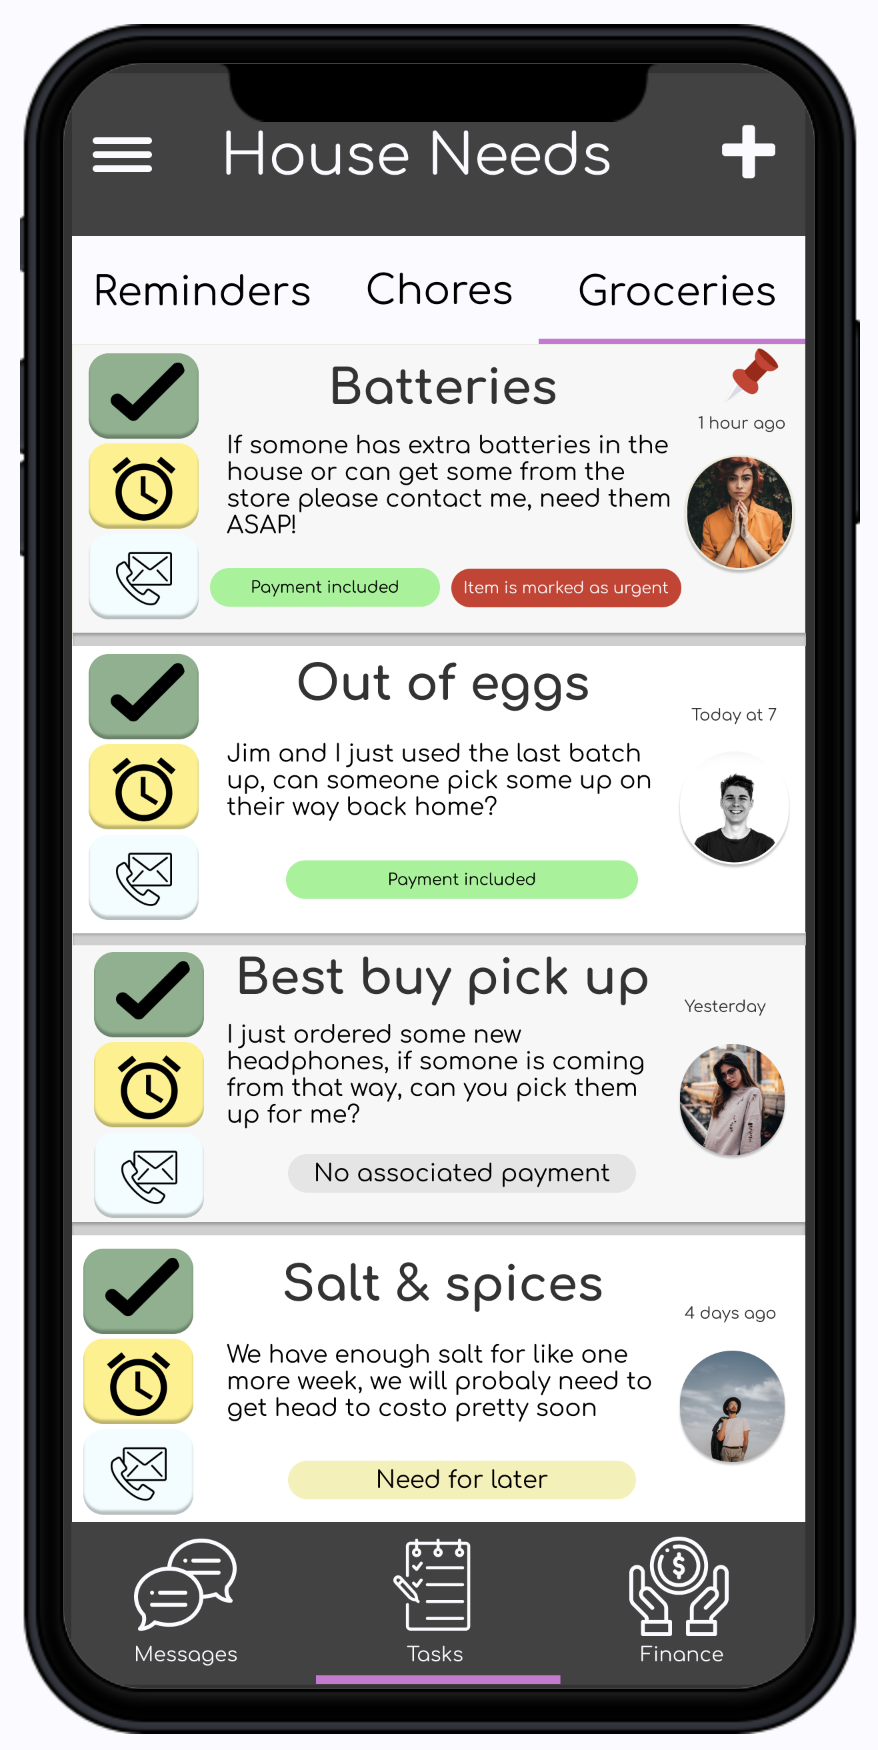 House Needs
Reminders
Chores
Groceries
Batteries
1 hour ago
If somone has extra batteries in the
house or can get some from the
store please contact me, need them
ASAP!
Payment included
Item is marked as urgent
Out of eggs
Today at 7
Jim and I just used the last batch
up, can someone pick some up on
their way back home?
Payment included
Best buy pick up
Yesterday
I just ordered some new
headphones, if somone is coming
from that way, can you pick them
up for me?
No associated payment
Salt & spices
4 days ago
We have enough salt for like one
more week, we will probaly need to
get head to costo pretty soon
Need for later
Messages
Tasks
Finance